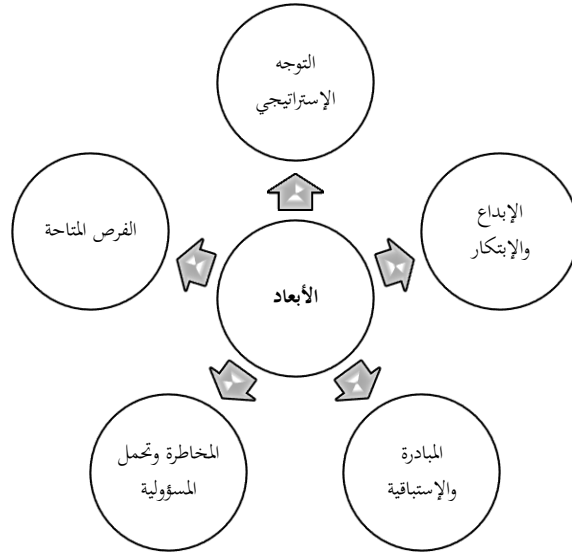 التوجه
الإستراتيجي
الإبداع
والإبتكار
الفرص المتاحة
الأبعاد
المبادرة
والإستباقية
المخاطرة وتحمل
المسؤولية